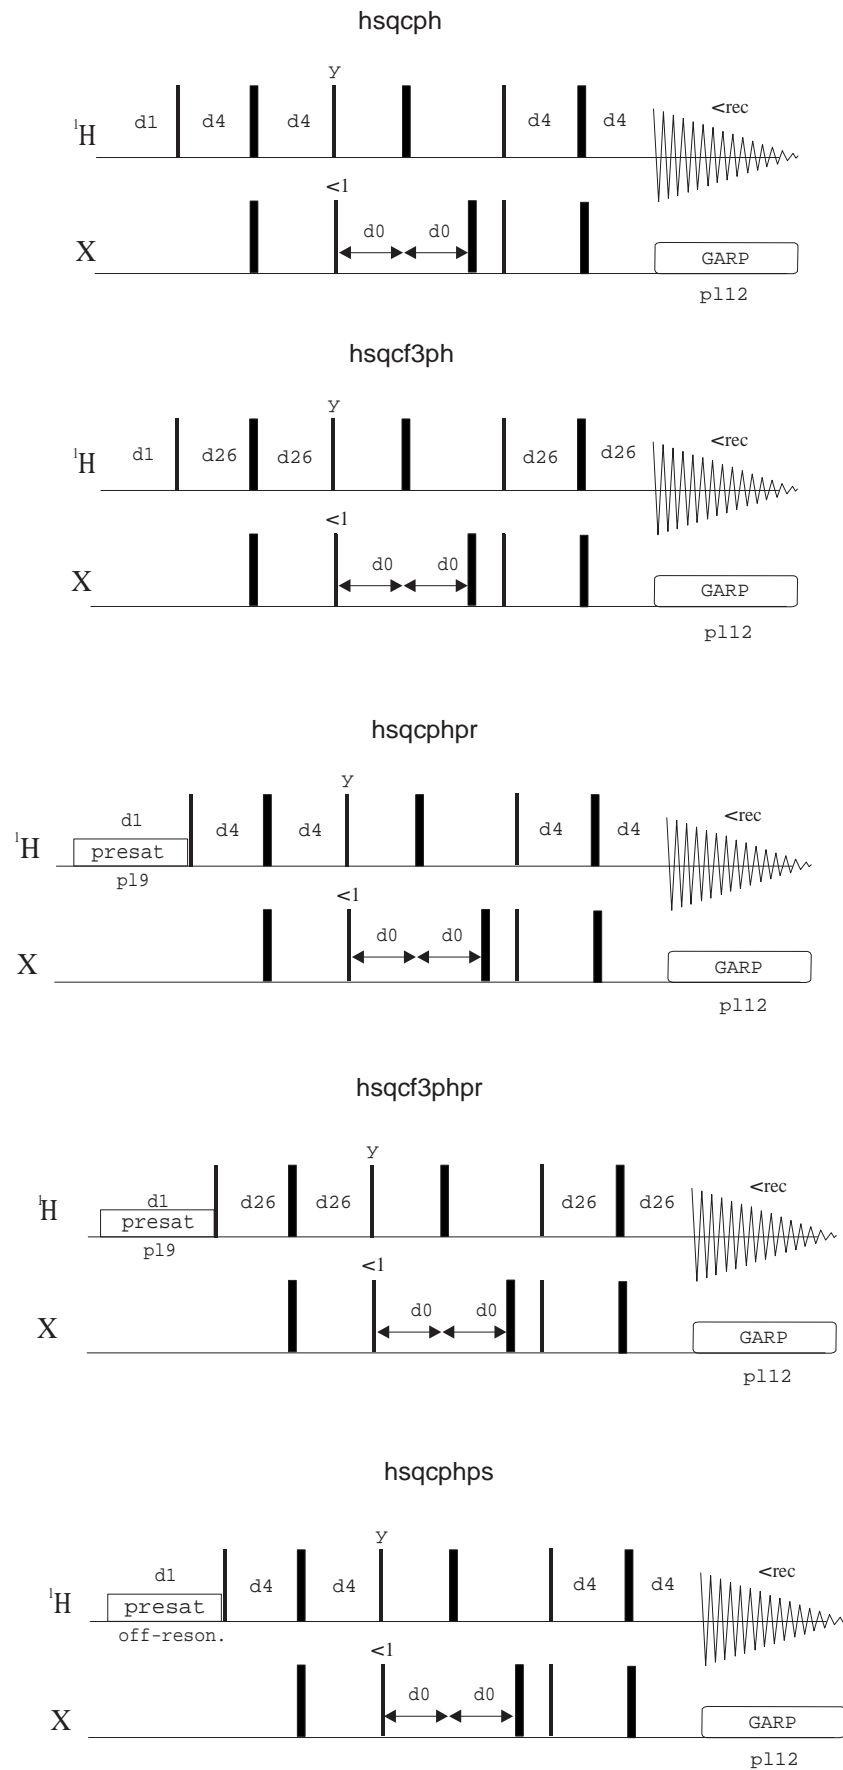 hsqcph
y
<rec
d1 d4 d4 d4 d4
1H
<1
d0 d0
X
GARP
pl12
hsqcf3ph
y
<rec
d1 d26 d26 d26 d26
1H
<1
d0 d0
X
GARP
pl12
hsqcphpr
y
<rec
d1 d4 d4 d4 d4
1H presat
pl9
<1
d0 d0
X
GARP
pl12
hsqcf3phpr
y
<rec
d1 d26 d26 d26 d26
1H presat
pl9
<1
d0 d0
X
GARP
pl12
hsqcphps
y
<rec
d1 d4 d4 d4 d4
1H presat
off-reson.
<1
d0 d0
X
GARP
pl12